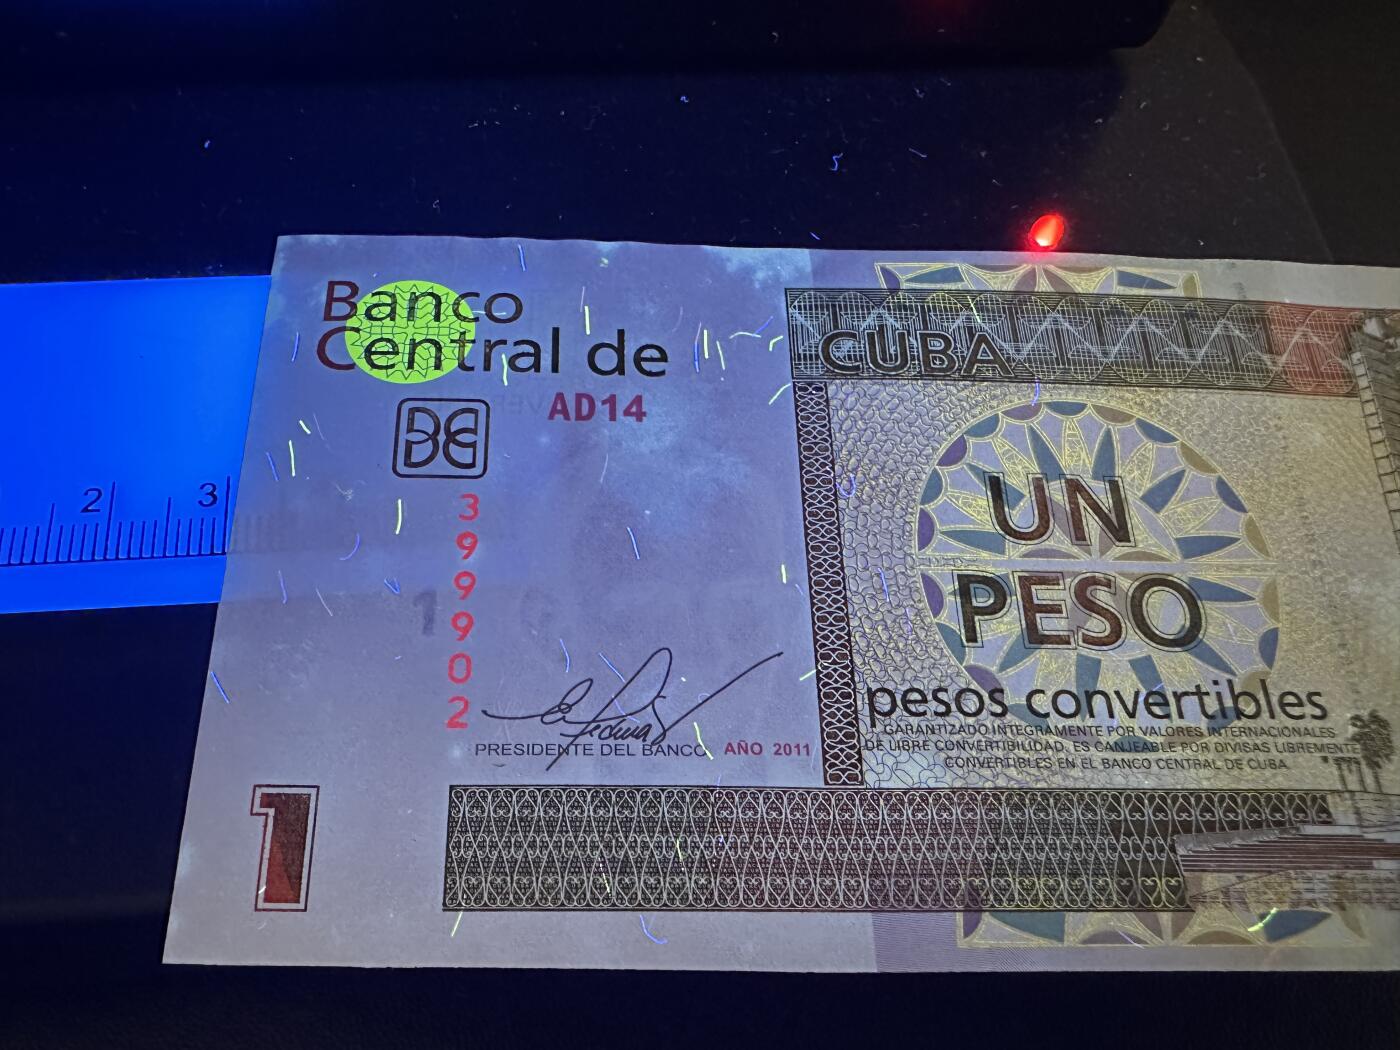 Banco
Central de
CUBA
AD14
2 3
3
9
9
9
0
2
UN
PESO
pesos convertibles
GARANTIZADO INTEGRAMENTE POR VALORES INTERNACIONALES
DE LIBRE CONVERTIBILIDAD. ES CANJEABLE POR DIVISAS LIBREMENTE
CONVERTIBLES EN EL BANCO CENTRAL DE CUBA.
PRESIDENTE DEL BANCO AÑO 2011
1